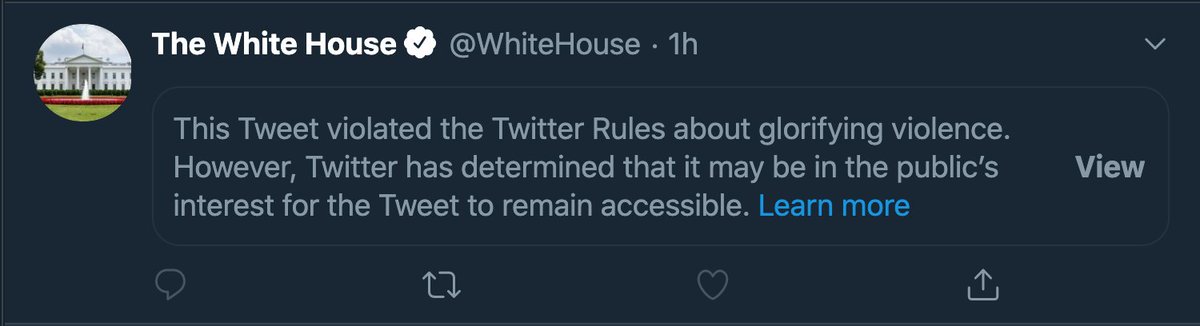 The White House @WhiteHouse · 1h
This Tweet violated the Twitter Rules about glorifying violence.
However, Twitter has determined that it may be in the public’s
interest for the Tweet to remain accessible. Learn more
View